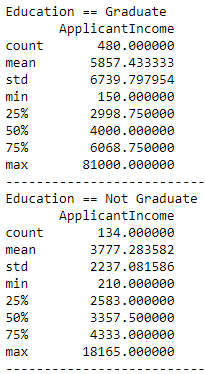 Education == Graduate
ApplicantIncome
count 480.000000
mean 5857.433333
std 6739.797954
min 150.000000
25% 2998.750000
50% 4000.000000
75% 6068.750000
max 81000.000000
--------------------------
Education == Not Graduate
ApplicantIncome
count 134.000000
mean 3777.283582
std 2237.081586
min 210.000000
25% 2583.000000
50% 3357.500000
75% 4333.000000
max 18165.000000
--------------------------